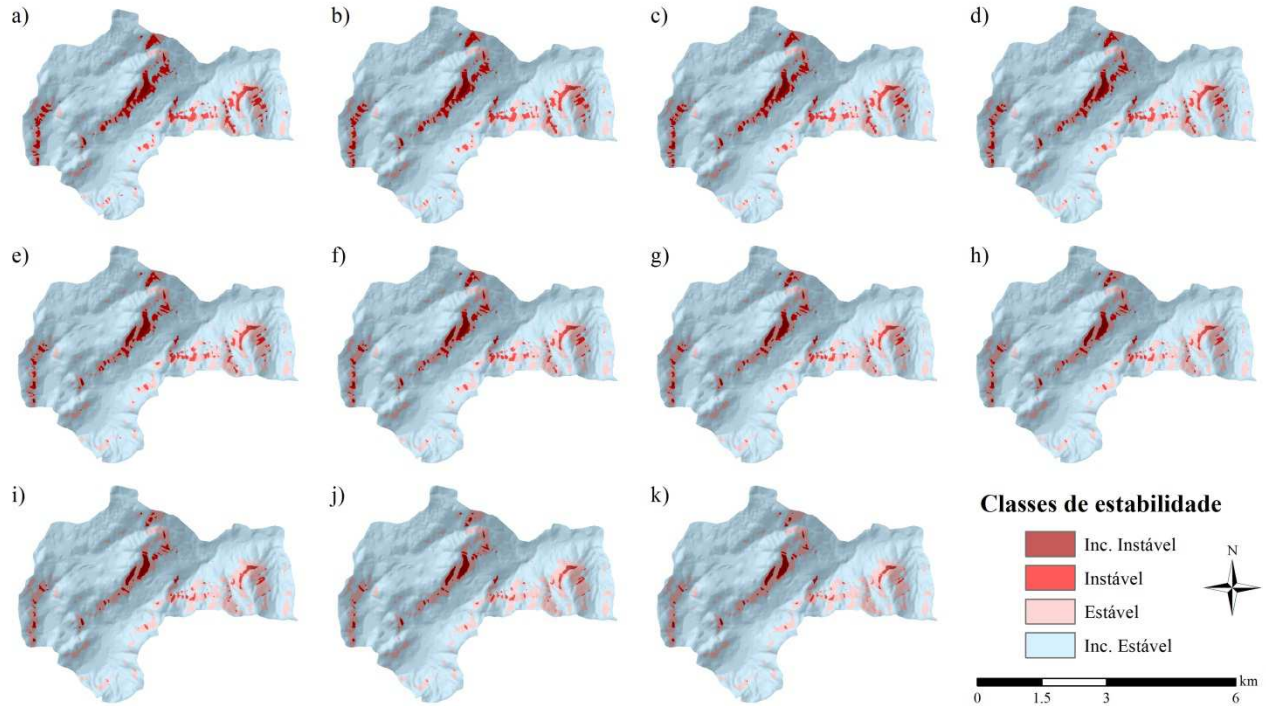 a)
b)
c)
d)
e)
f)
g)
h)
i)
j)
k)
Classes de estabilidade
Inc. Instável
Instável
Estável
Inc. Estável
N
km
0 1.5 3 6